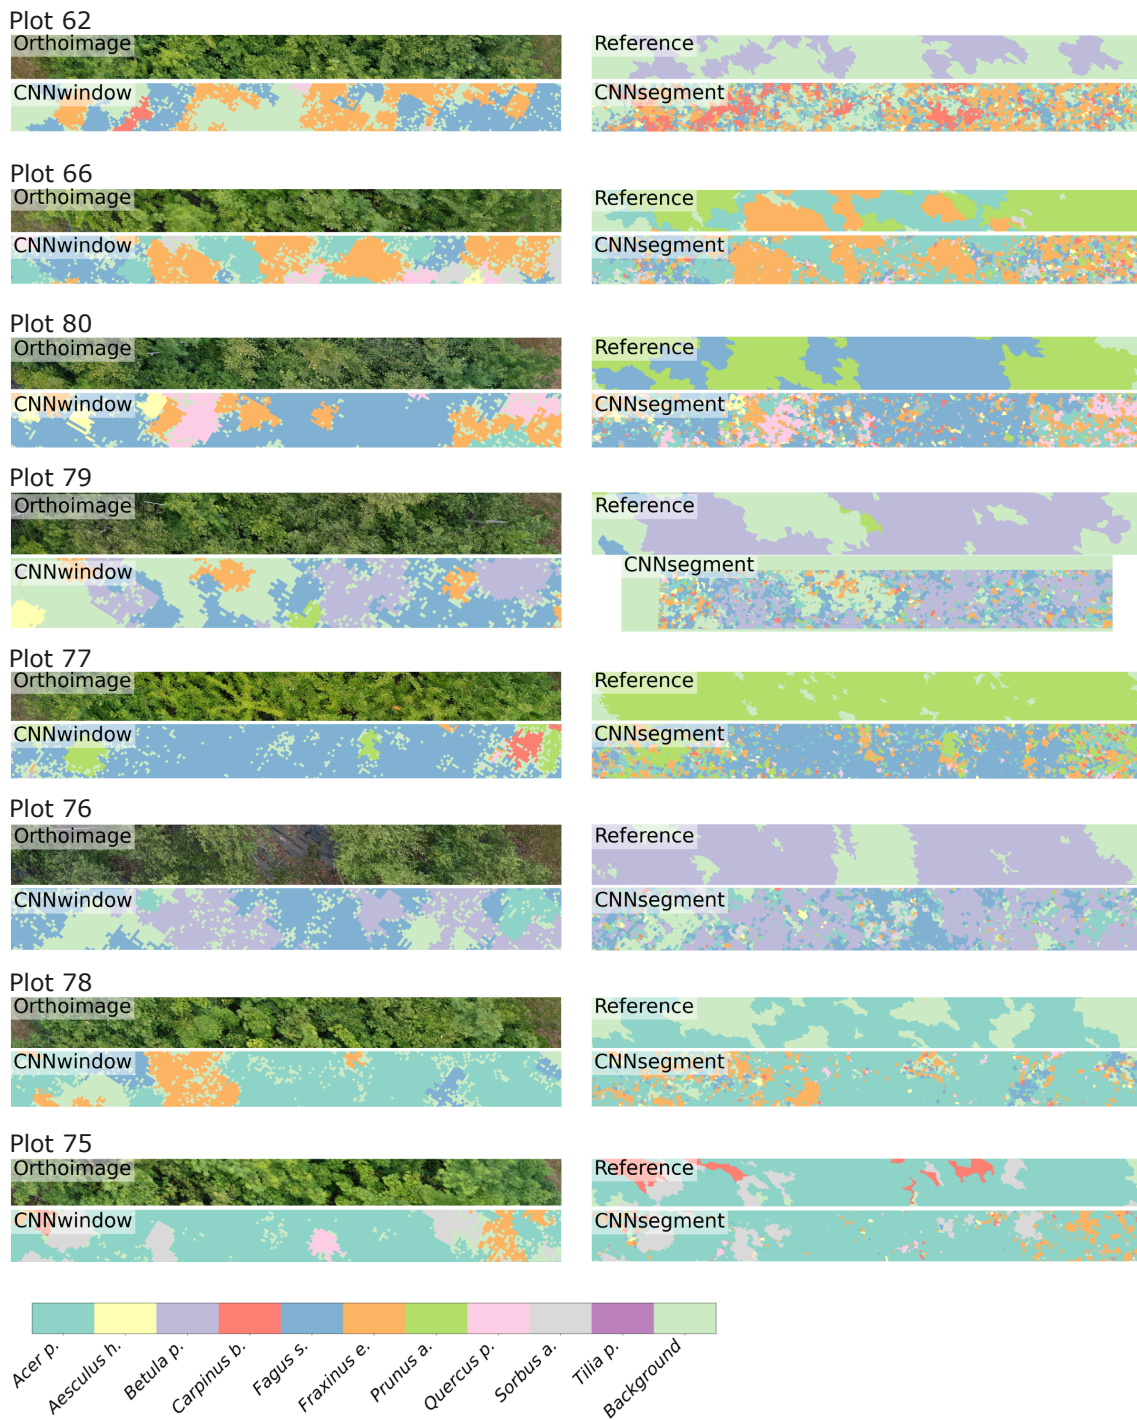 Plot 62
Orthoimage
Reference
CNNwindow
CNNsegment
Plot 66
Orthoimage
Reference
CNNwindow
CNNsegment
Plot 80
Orthoimage
Reference
CNNwindow
CNNsegment
Plot 79
Orthoimage
Reference
CNNwindow
CNNsegment
Plot 77
Orthoimage
Reference
CNNwindow
CNNsegment
Plot 76
Orthoimage
Reference
CNNwindow
CNNsegment
Plot 78
Orthoimage
Reference
CNNwindow
CNNsegment
Plot 75
Orthoimage
Reference
CNNwindow
CNNsegment
Acer p.
Aesculus h.
Betula p.
Carpinus b.
Fagus s.
Fraxinus e.
Prunus a.
Quercus p.
Sorbus a.
Tilia p.
Background